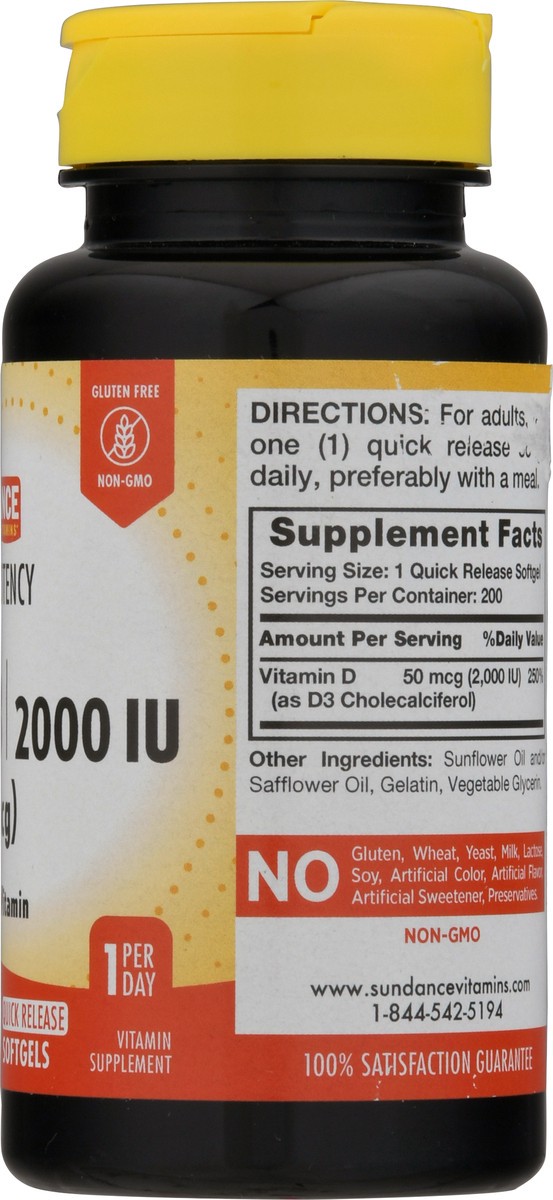 GLUTEN FREE
NON-GMO
NCE
TENCY
2000 IU
cg)
itamin
1 PER
DAY
QUICK RELEASE
SOFTGELS
VITAMIN
SUPPLEMENT
DIRECTIONS: For adults,
one (1) quick release
daily, preferably with a meal.
Supplement Facts
Serving Size: 1 Quick Release Softgel
Servings Per Container: 200
Amount Per Serving %Daily Value
Vitamin D 50 mcg (2,000 IU) 250%
(as D3 Cholecalciferol)
Other Ingredients: Sunflower Oil and/or
Safflower Oil, Gelatin, Vegetable Glycerin.
NO
Gluten, Wheat, Yeast, Milk, Lactose,
Soy, Artificial Color, Artificial Flavor,
Artificial Sweetener, Preservatives.
NON-GMO
www.sundancevitamins.com
1-844-542-5194
100% SATISFACTION GUARANTEE